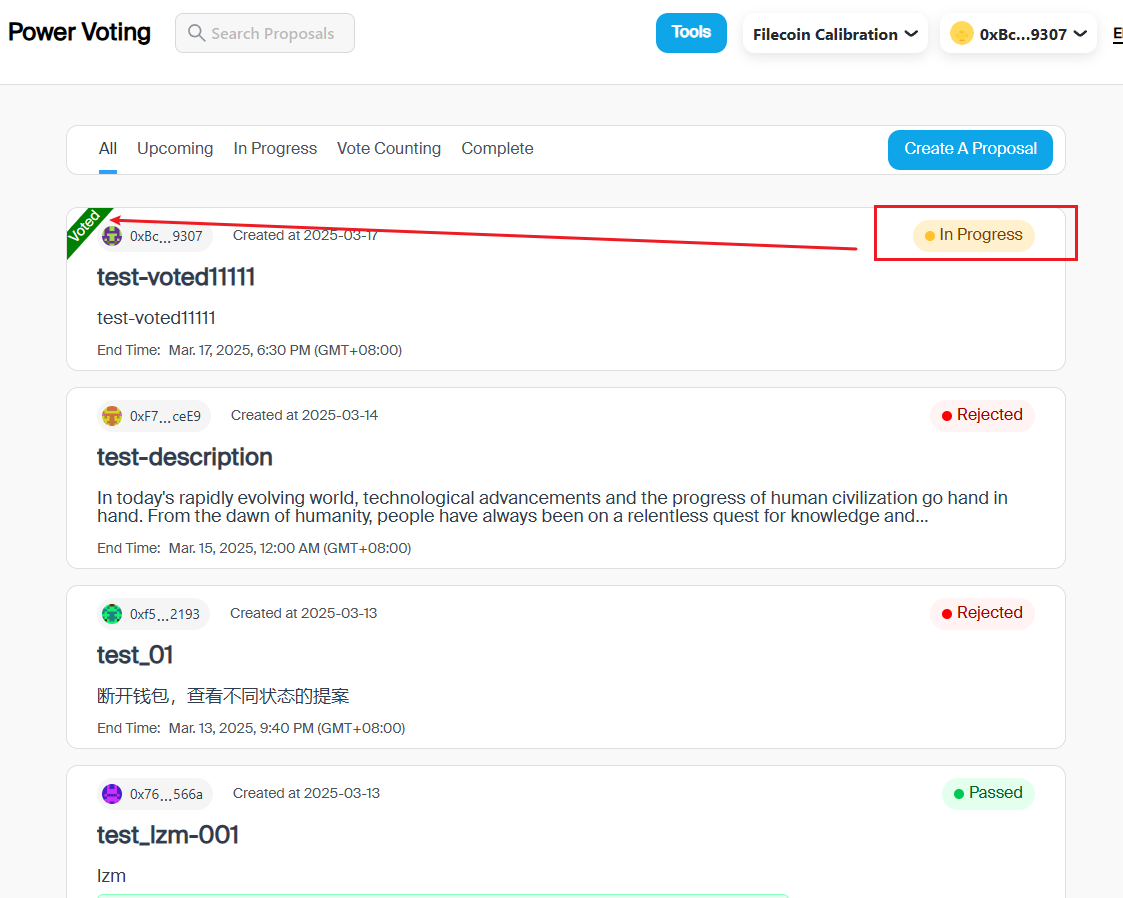 Power Voting
Search Proposals
Tools
Filecoin Calibration
0xBc...9307
All Upcoming In Progress Vote Counting Complete
Create A Proposal
Voted
0xBc...9307 Created at 2025-03-17
In Progress
test-voted11111
test-voted11111
End Time: Mar. 17, 2025, 6:30 PM (GMT+08:00)
0xF7...ceE9 Created at 2025-03-14
Rejected
test-description
In today's rapidly evolving world, technological advancements and the progress of human civilization go hand in
hand. From the dawn of humanity, people have always been on a relentless quest for knowledge and...
End Time: Mar. 15, 2025, 12:00 AM (GMT+08:00)
0xf5...2193 Created at 2025-03-13
Rejected
test_01
断开钱包，查看不同状态的提案
End Time: Mar. 13, 2025, 9:40 PM (GMT+08:00)
0x76...566a Created at 2025-03-13
Passed
test_lzm-001
lzm